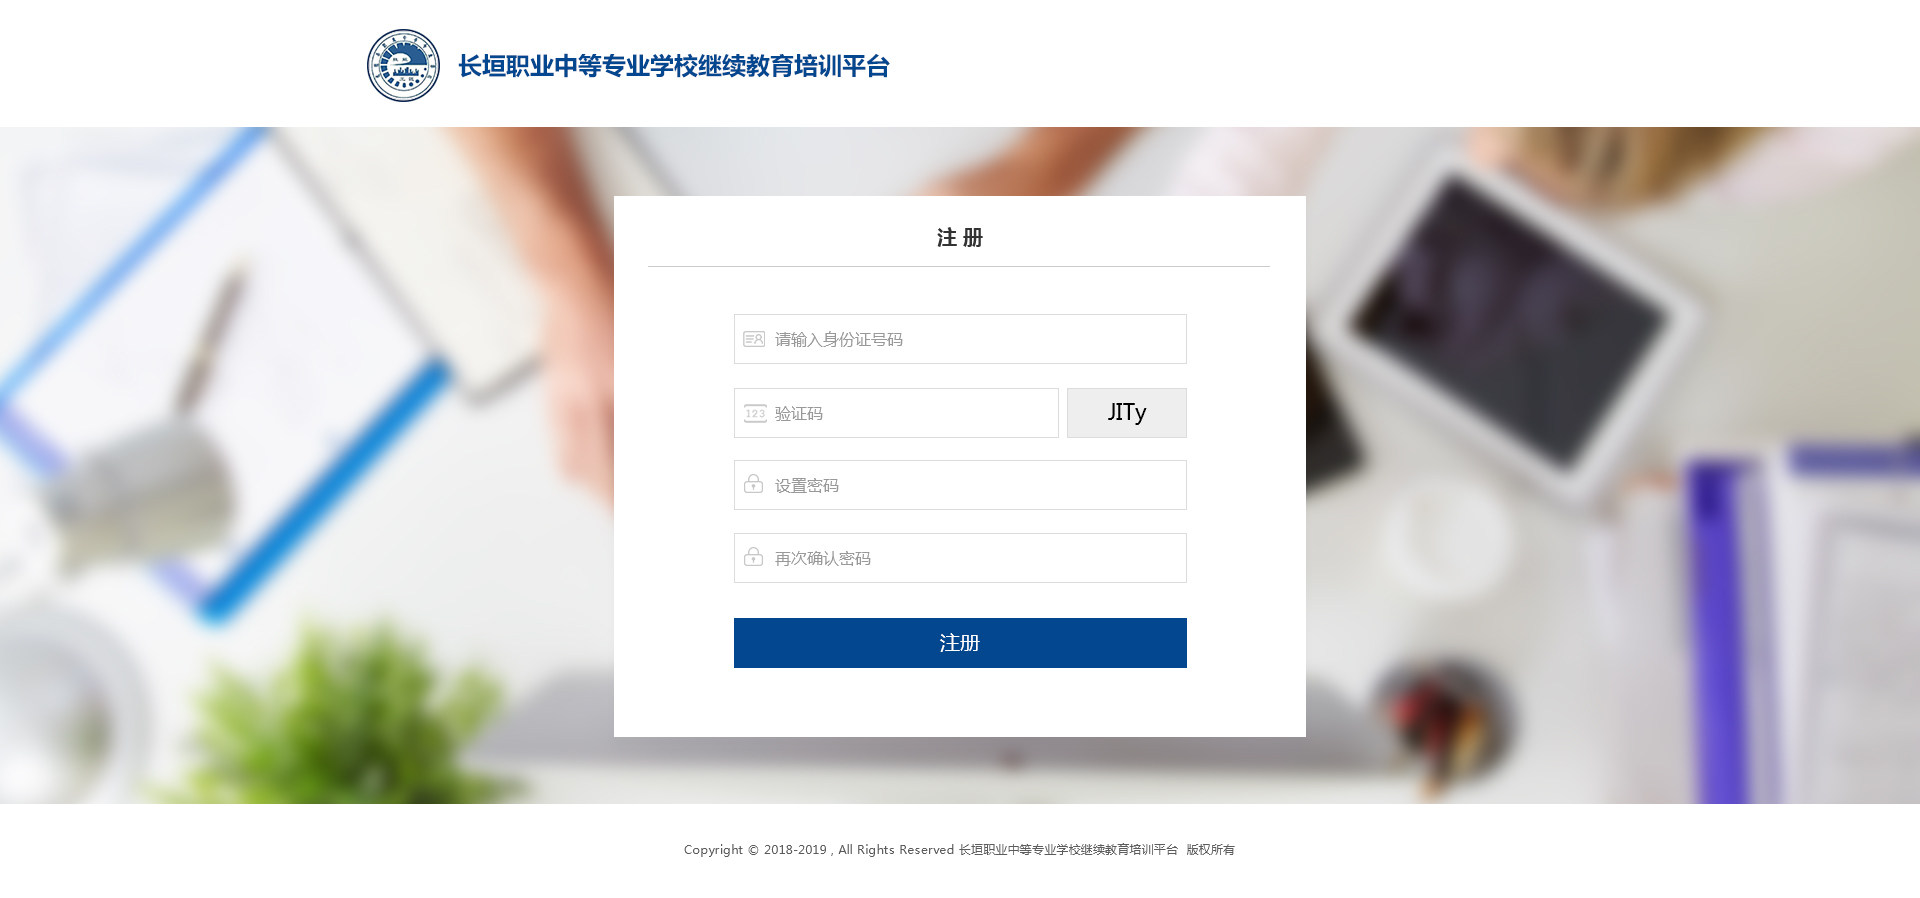 长垣职业中等专业学校继续教育培训平台
注 册
请输入身份证号码
123 验证码
JITy
设置密码
再次确认密码
注册
Copyright © 2018-2019 , All Rights Reserved 长垣职业中等专业学校继续教育培训平台 版权所有